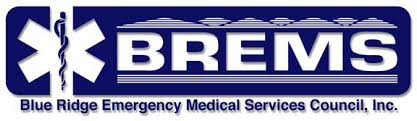 BREMS
Blue Ridge Emergency Medical Services Council, Inc.